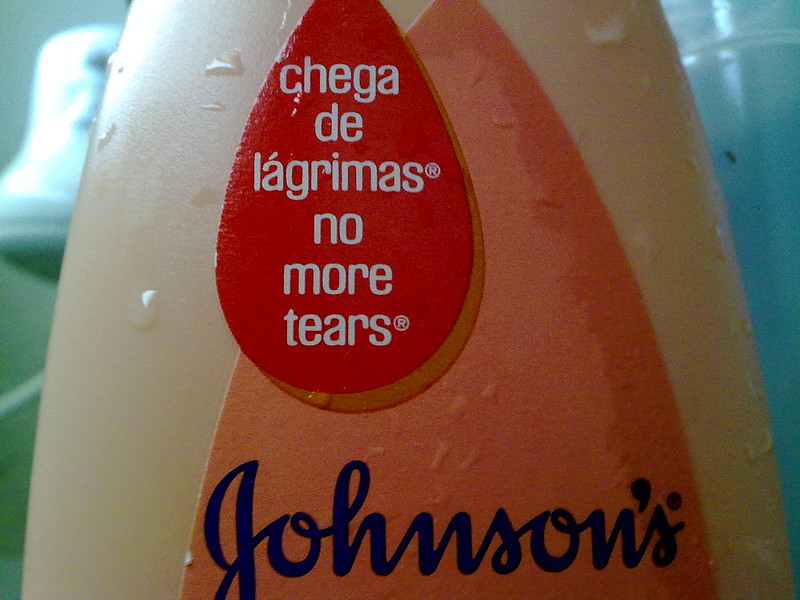 chega
de
lágrimas®
no
more
tears®
Johnson's®